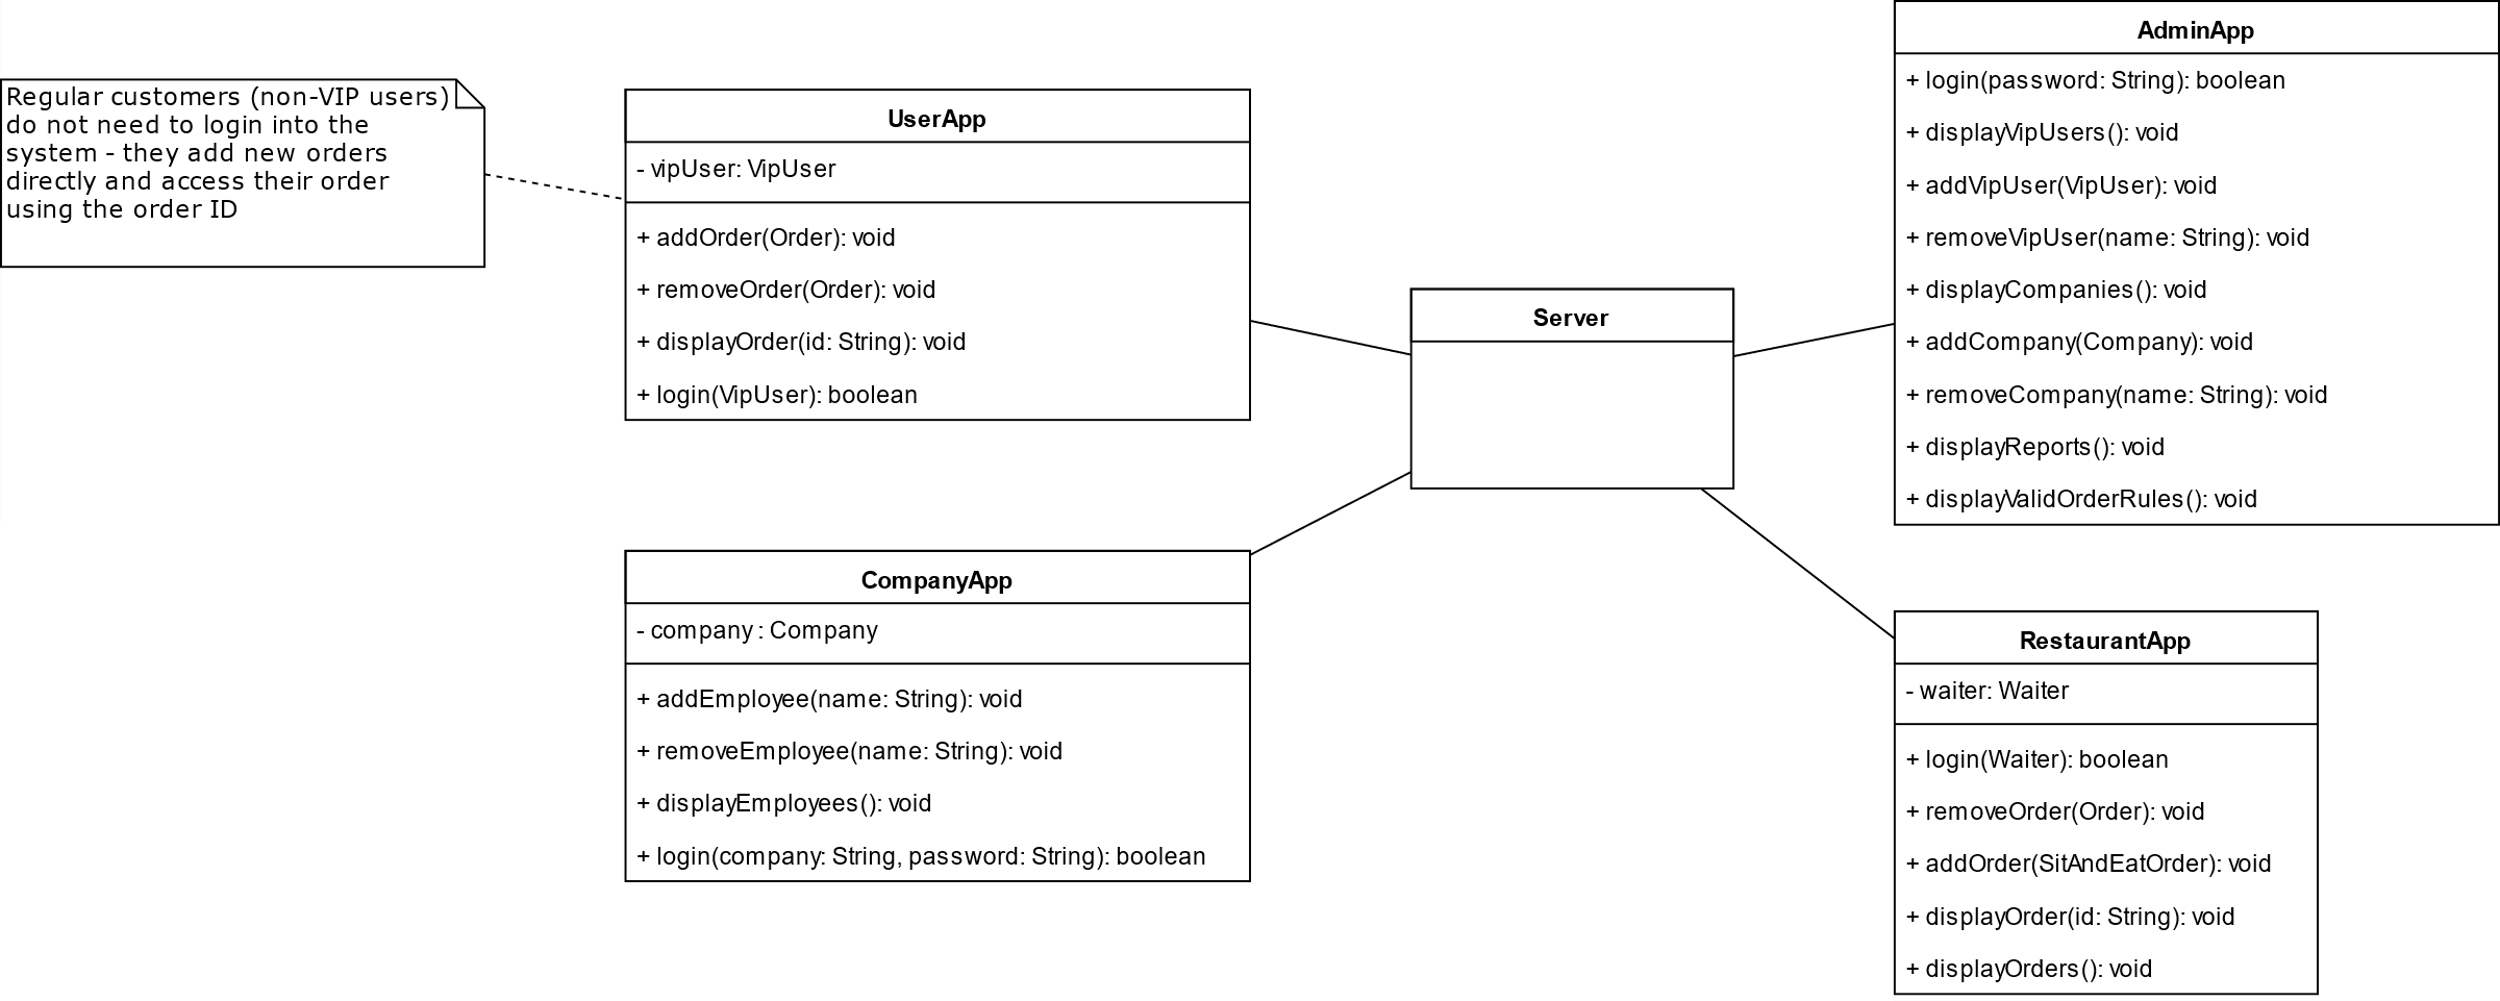 Regular customers (non-VIP users)
do not need to login into the
system - they add new orders
directly and access their order
using the order ID
UserApp
- vipUser: VipUser
+ addOrder(Order): void
+ removeOrder(Order): void
+ displayOrder(id: String): void
+ login(VipUser): boolean
CompanyApp
- company : Company
+ addEmployee(name: String): void
+ removeEmployee(name: String): void
+ displayEmployees(): void
+ login(company: String, password: String): boolean
Server
AdminApp
+ login(password: String): boolean
+ displayVipUsers(): void
+ addVipUser(VipUser): void
+ removeVipUser(name: String): void
+ displayCompanies(): void
+ addCompany(Company): void
+ removeCompany(name: String): void
+ displayReports(): void
+ displayValidOrderRules(): void
RestaurantApp
- waiter: Waiter
+ login(Waiter): boolean
+ removeOrder(Order): void
+ addOrder(SitAndEatOrder): void
+ displayOrder(id: String): void
+ displayOrders(): void